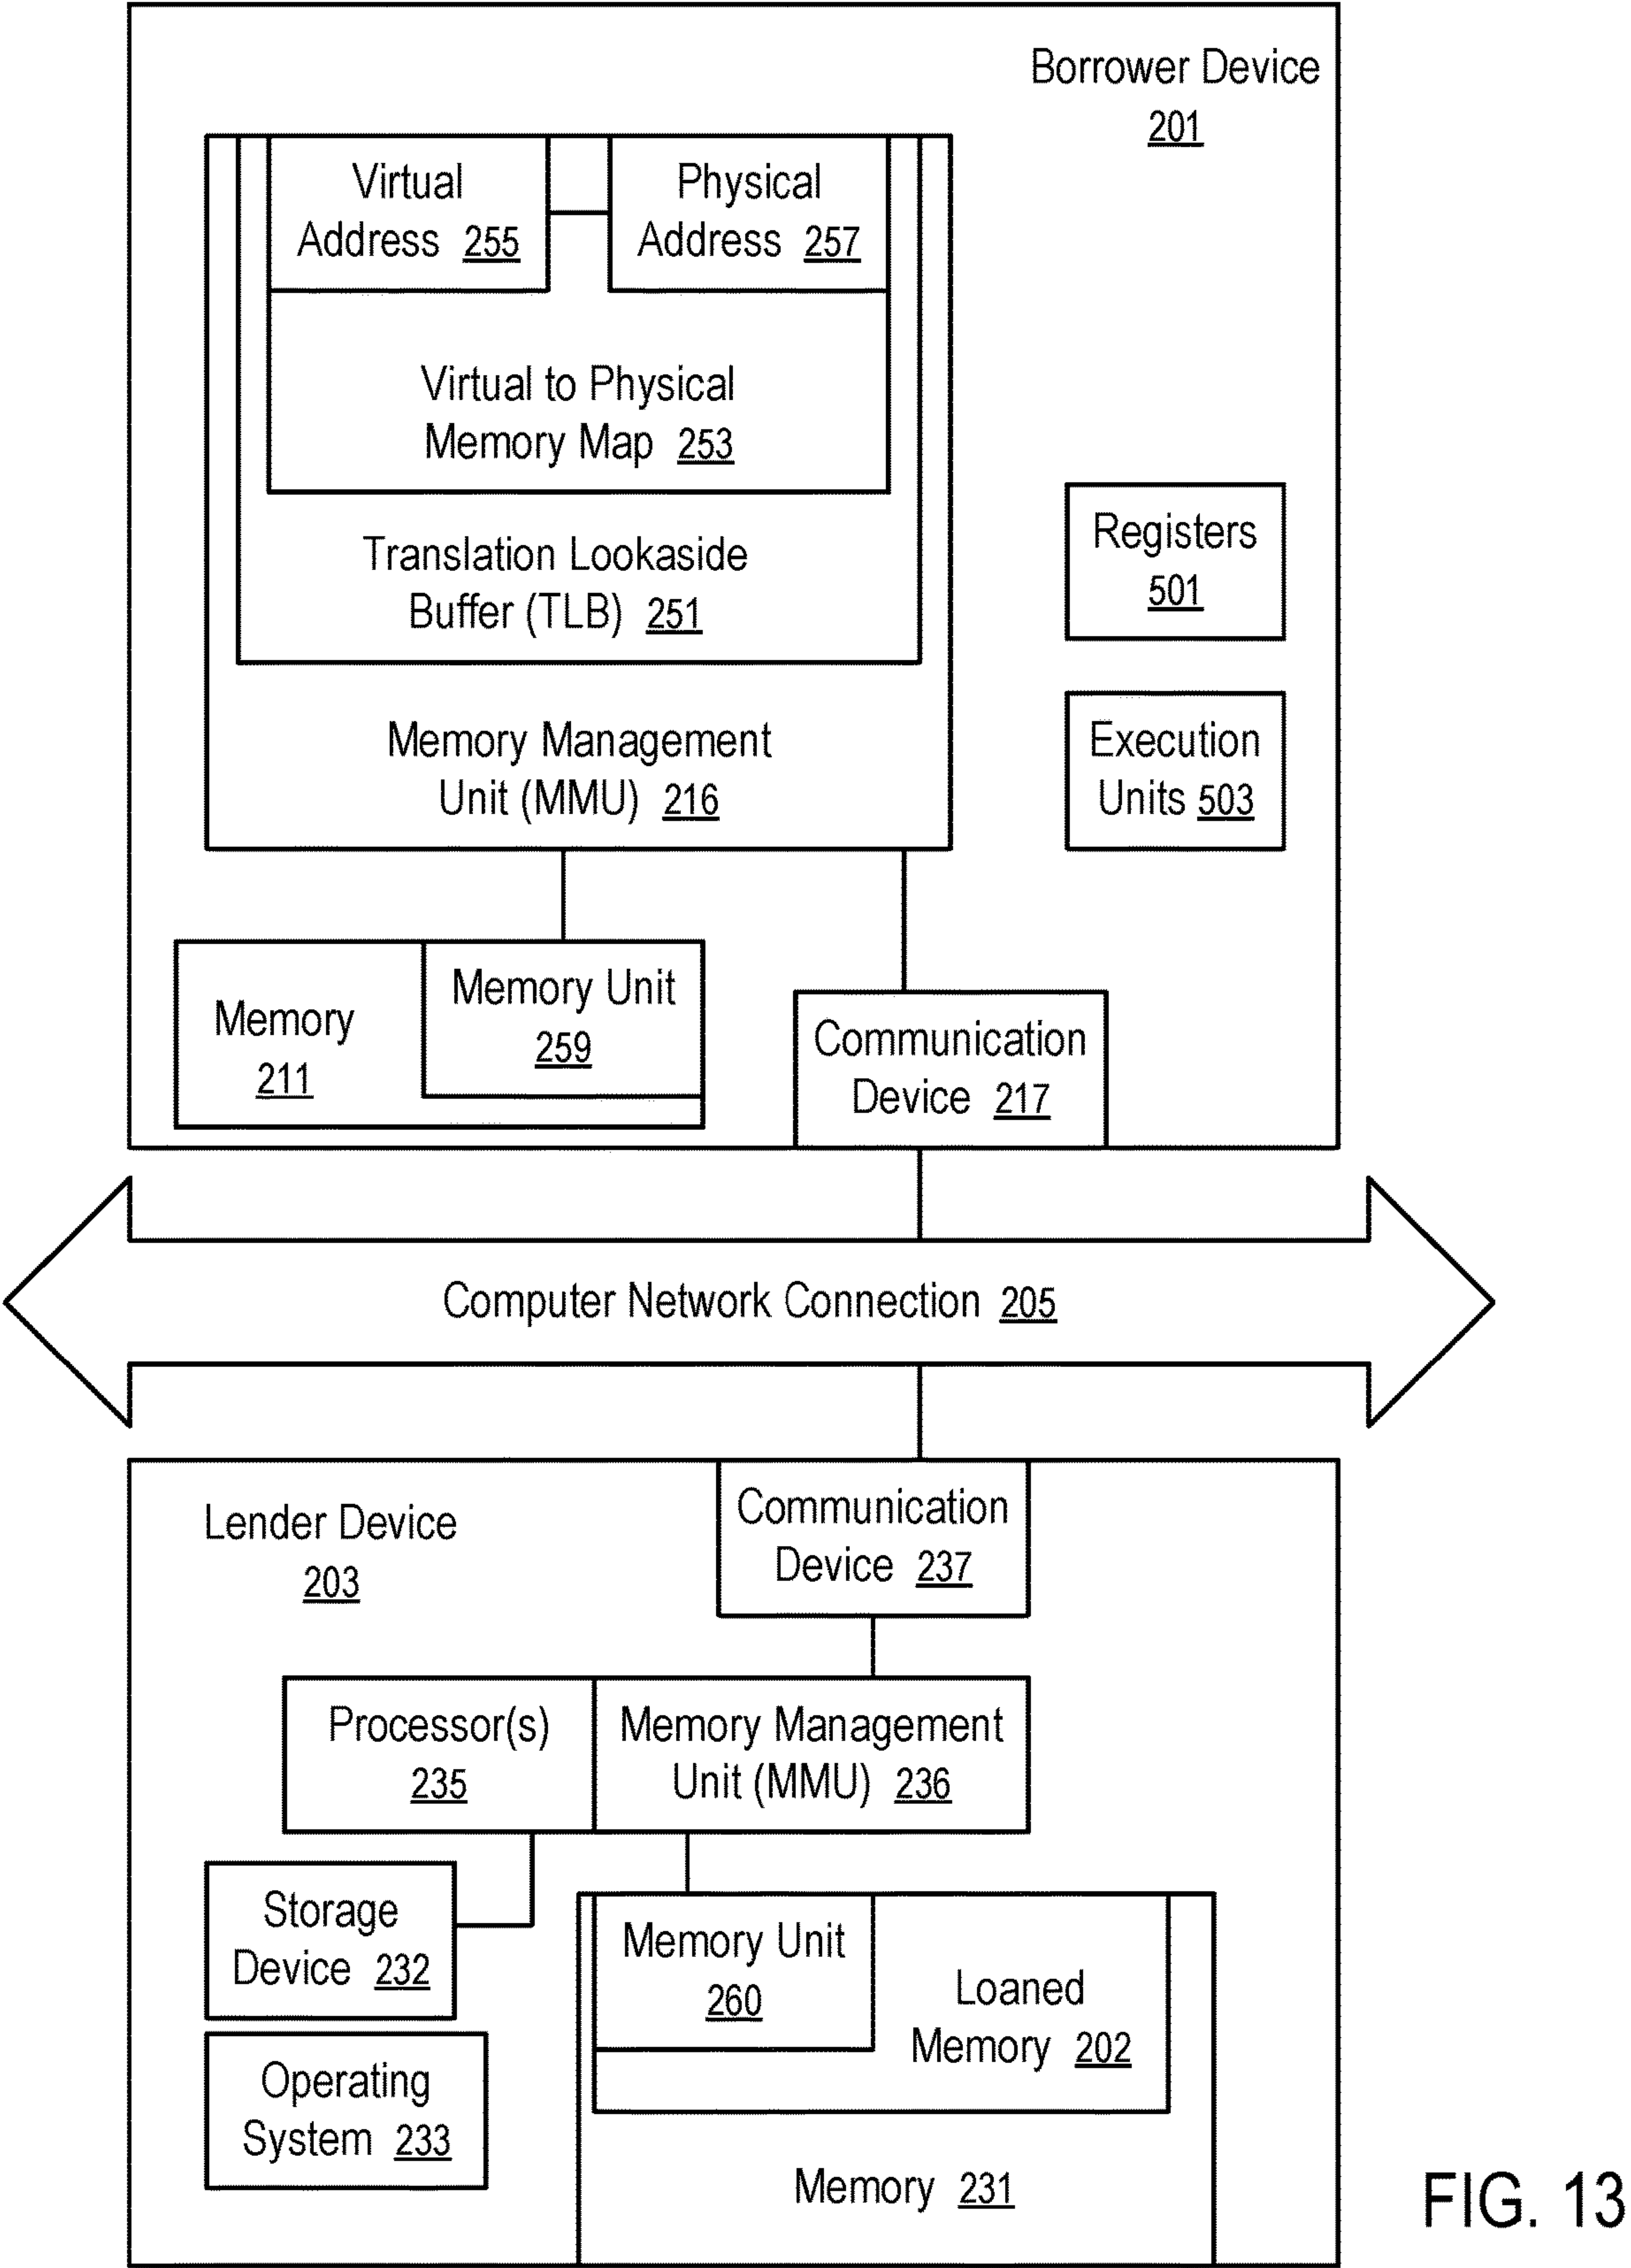 Borrower Device
201
Virtual
Address 255
Physical
Address 257
Virtual to Physical
Memory Map 253
Translation Lookaside
Buffer (TLB) 251
Memory Management
Unit (MMU) 216
Registers
501
Execution
Units 503
Memory
211
Memory Unit
259
Communication
Device 217
Computer Network Connection 205
Lender Device
203
Communication
Device 237
Processor(s)
235
Memory Management
Unit (MMU) 236
Storage
Device 232
Operating
System 233
Memory Unit
260
Loaned
Memory 202
Memory 231
FIG. 13